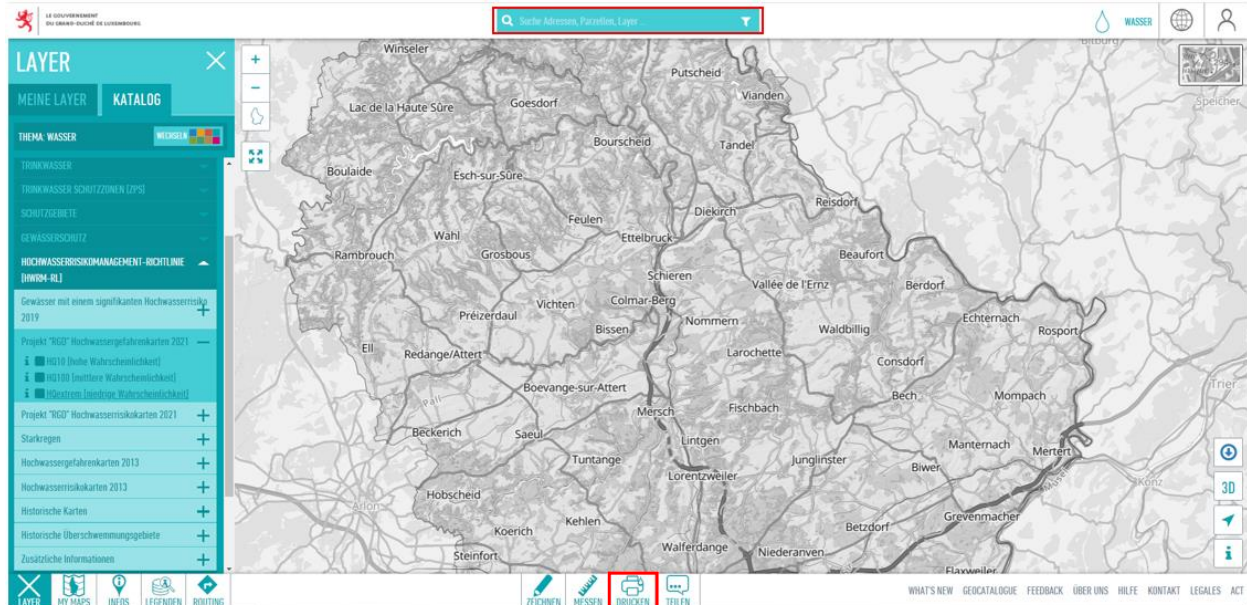 LE GOUVERNEMENT
DU GRAND-DUCHÉ DE LUXEMBOURG
Suche Adressen, Parzellen, Layer ...
WASSER
LAYER
MEINE LAYER
KATALOG
THEMA: WASSER
WECHSELN
TRINKWASSER
TRINKWASSER SCHUTZZONEN (ZPS)
SCHUTZGEBIETE
GEWÄSSERSCHUTZ
HOCHWASSERRISIKOMANAGEMENT-RICHTLINIE
(HWRM-RL)
Gewässer mit einem signifikanten Hochwasserrisiko
2019
Projekt "RGD" Hochwassergefahrenkarten 2021
HQ10 (hohe Wahrscheinlichkeit)
HQ100 (mittlere Wahrscheinlichkeit)
HQextrem (niedrige Wahrscheinlichkeit)
Projekt "RGD" Hochwasserrisikokarten 2021
Starkregen
Hochwassergefahrenkarten 2013
Hochwasserrisikokarten 2013
Historische Karten
Historische Überschwemmungsgebiete
Zusätzliche Informationen
Winseler
Putscheid
Bitburg
Vianden
Lac de la Haute Sûre
Goesdorf
Speicher
Bourscheid
Tandel
Boulaide
Esch-sur-Sûre
Reisdorf
Feulen
Diekirch
Wahl
Ettelbruck
Rambrouch
Grosbous
Beaufort
Schieren
Vallée de l'Ernz
Berdorf
Vichten
Colmar-Berg
Préizerdaul
Nommern
Echternach
Bissen
Waldbillig
Rosport
Ell
Redange/Attert
Larochette
Consdorf
Trier
Boevange-sur-Attert
Bech
Mompach
Pall
Mersch
Fischbach
Beckerich
Saeul
Lintgen
Manternach
Mertert
Tuntange
Junglinster
Biwer
Lorentzweiler
Konz
3D
Hobscheid
Arlon
Mosel
Kehlen
Betzdorf
Grevenmacher
Koerich
Walferdange
Niederanven
Steinfort
Flaxweiler
LAYER
MY MAPS
INFOS
LEGENDEN
ROUTING
ZEICHNEN
MESSEN
DRUCKEN
TEILEN
WHAT'S NEW GEOCATALOGUE FEEDBACK ÜBER UNS HILFE KONTAKT LEGALES ACT